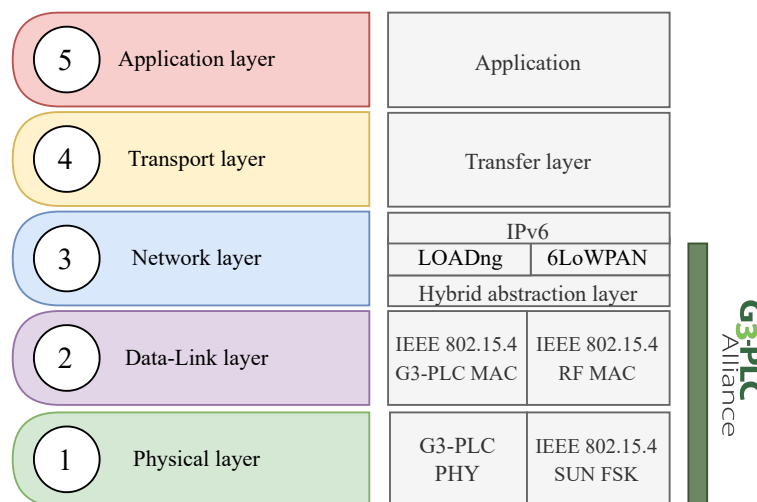 5
Application layer
Application
4
Transport layer
Transfer layer
3
Network layer
IPv6
LOADng
6LoWPAN
Hybrid abstraction layer
2
Data-Link layer
IEEE 802.15.4
G3-PLC MAC
IEEE 802.15.4
RF MAC
1
Physical layer
G3-PLC
PHY
IEEE 802.15.4
SUN FSK
G3-PLC
Alliance